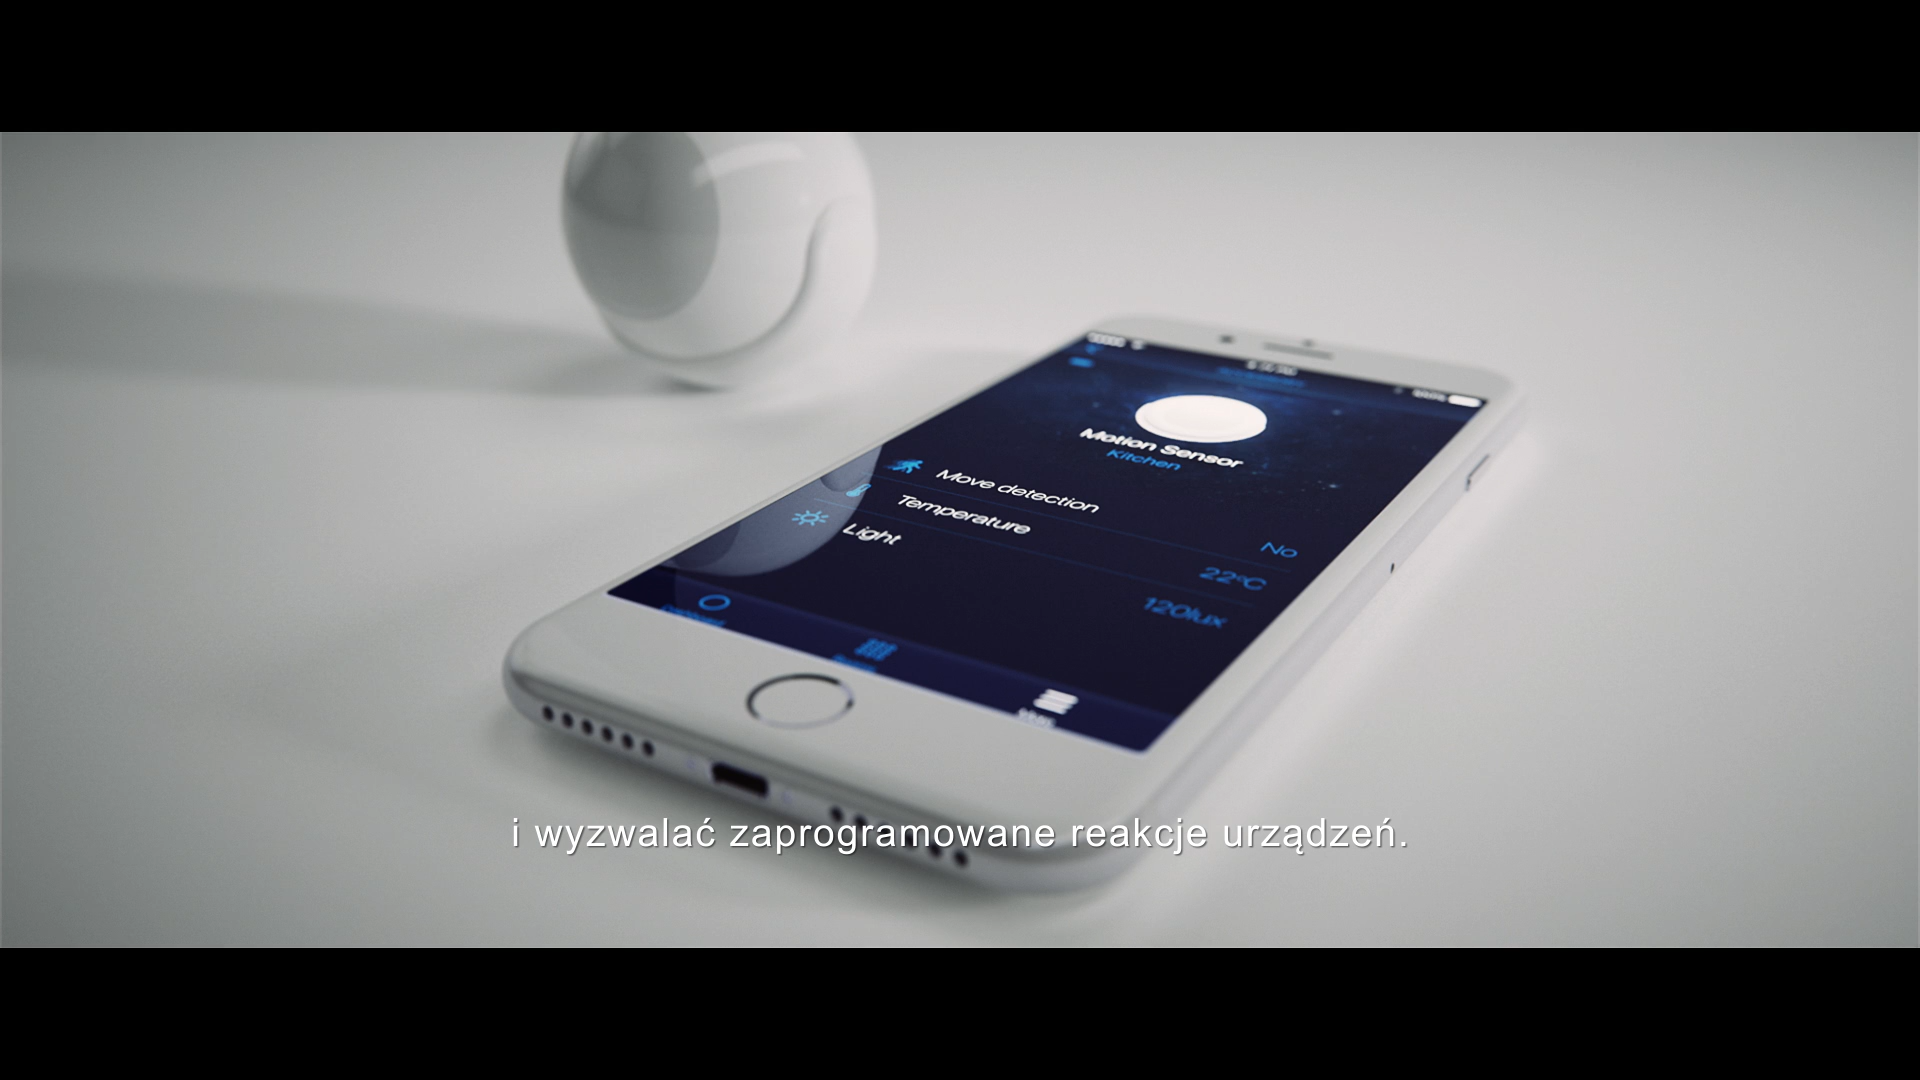 Motion Sensor
Kitchen
Move detection
No
Temperature
22°C
Light
120lux
i wyzwalać zaprogramowane reakcje urządzeń.